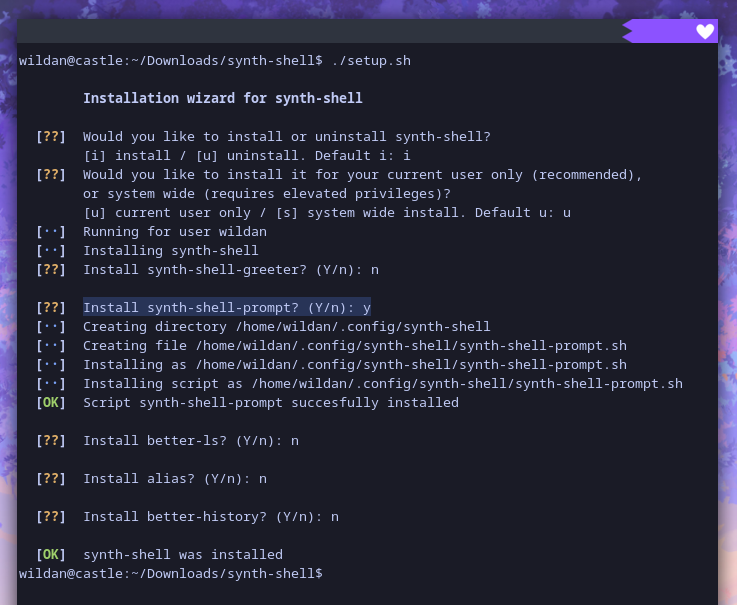 wildan@castle:~/Downloads/synth-shell$ ./setup.sh
Installation wizard for synth-shell
[??] Would you like to install or uninstall synth-shell?
[i] install / [u] uninstall. Default i: i
[??] Would you like to install it for your current user only (recommended),
or system wide (requires elevated privileges)?
[u] current user only / [s] system wide install. Default u: u
[··] Running for user wildan
[··] Installing synth-shell
[??] Install synth-shell-greeter? (Y/n): n
[??] Install synth-shell-prompt? (Y/n): y
[··] Creating directory /home/wildan/.config/synth-shell
[··] Creating file /home/wildan/.config/synth-shell/synth-shell-prompt.sh
[··] Installing as /home/wildan/.config/synth-shell/synth-shell-prompt.sh
[··] Installing script as /home/wildan/.config/synth-shell/synth-shell-prompt.sh
[OK] Script synth-shell-prompt succesfully installed
[??] Install better-ls? (Y/n): n
[??] Install alias? (Y/n): n
[??] Install better-history? (Y/n): n
[OK] synth-shell was installed
wildan@castle:~/Downloads/synth-shell$